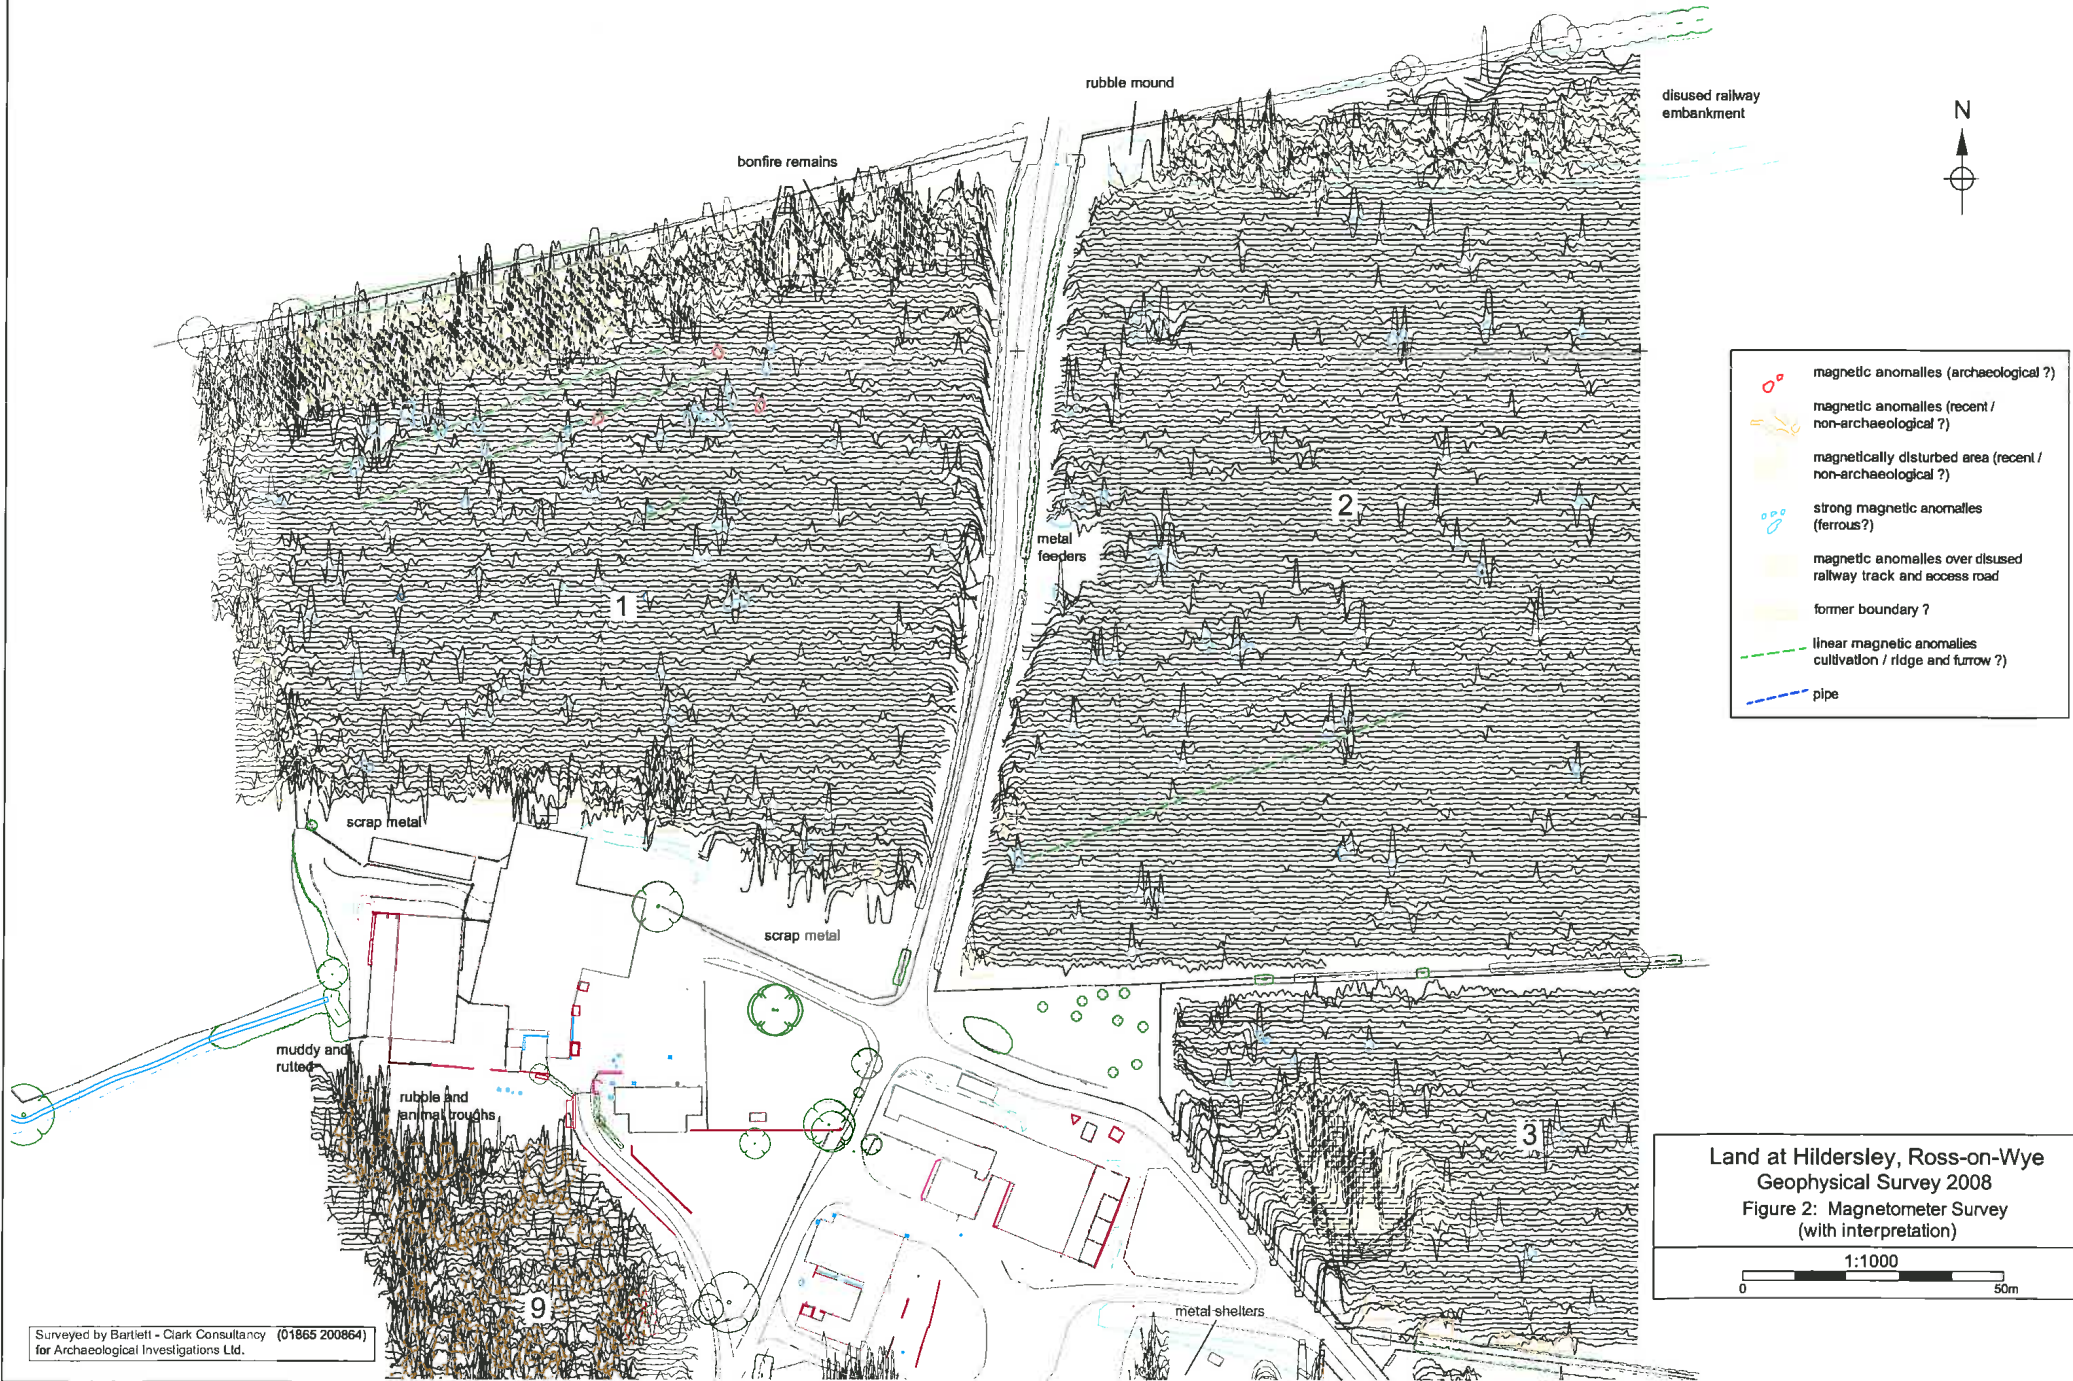 rubble mound
disused railway
embankment
N
bonfire remains
magnetic anomalies (archaeological ?)
magnetic anomalies (recent /
non-archaeological ?)
magnetically disturbed area (recent /
non-archaeological ?)
strong magnetic anomalies
(ferrous?)
magnetic anomalies over disused
railway track and access road
former boundary ?
linear magnetic anomalies
cultivation / ridge and furrow ?)
pipe
2
metal
feeders
1
scrap metal
scrap metal
muddy and
rutted
rubble and
animal troughs
3
9
metal shelters
Land at Hildersley, Ross-on-Wye
Geophysical Survey 2008
Figure 2: Magnetometer Survey
(with interpretation)
1:1000
0 50m
Surveyed by Bartlett - Clark Consultancy (01865 200864)
for Archaeological Investigations Ltd.